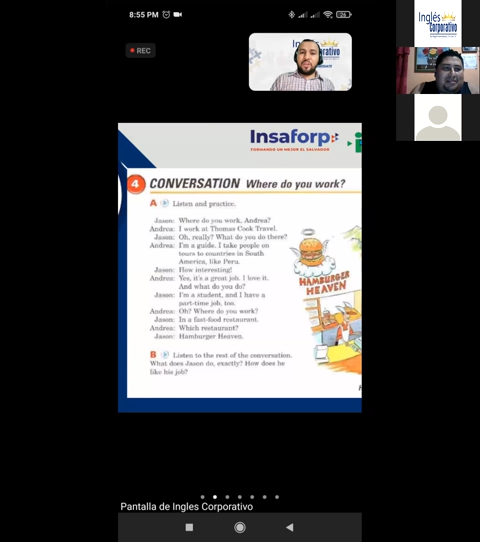 8:55 PM
26
REC
Inglés
Corporativo
Insaforp
FORMANDO UN MEJOR EL SALVADOR
4 CONVERSATION Where do you work?
A Listen and practice.
Jason: Where do you work, Andrea?
Andrea: I work at Thomas Cook Travel.
Jason: Oh, really? What do you do there?
Andrea: I'm a guide. I take people on
tours to countries in South
America, like Peru.
Jason: How interesting!
Andrea: Yes, it's a great job. I love it.
And what do you do?
Jason: I'm a student, and I have a
part-time job, too.
Andrea: Oh? Where do you work?
Jason: In a fast-food restaurant.
Andrea: Which restaurant?
Jason: Hamburger Heaven.
HAMBURGER
HEAVEN
B Listen to the rest of the conversation.
What does Jason do, exactly? How does he
like his job?
Pantalla de Ingles Corporativo